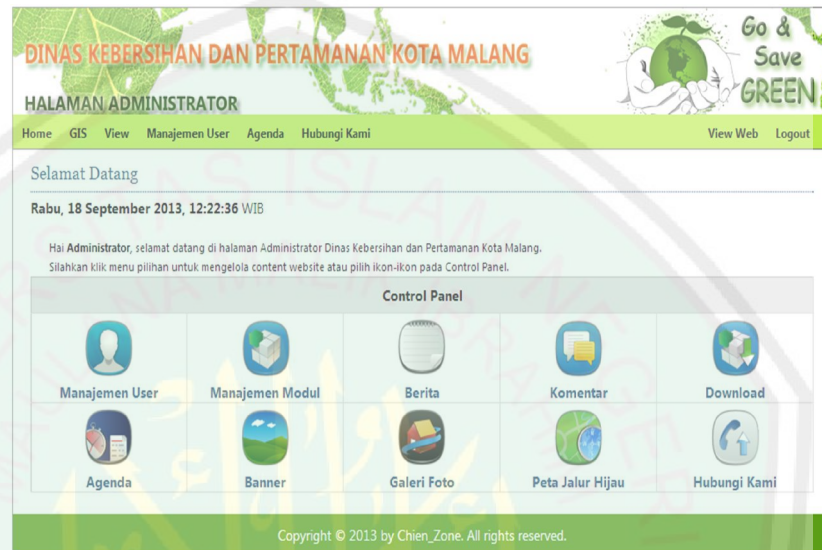 DINAS KEBERSIHAN DAN PERTAMANAN KOTA MALANG
Go &
Save
GREEN
HALAMAN ADMINISTRATOR
Home GIS View Manajemen User Agenda Hubungi Kami View Web Logout
Selamat Datang
Rabu, 18 September 2013, 12:22:36 WIB
Hai Administrator, selamat datang di halaman Administrator Dinas Kebersihan dan Pertamanan Kota Malang.
Silahkan klik menu pilihan untuk mengelola content website atau pilih ikon-ikon pada Control Panel.
Control Panel
Manajemen User Manajemen Modul Berita Komentar Download
Agenda Banner Galeri Foto Peta Jalur Hijau Hubungi Kami
Copyright © 2013 by Chien_Zone. All rights reserved.